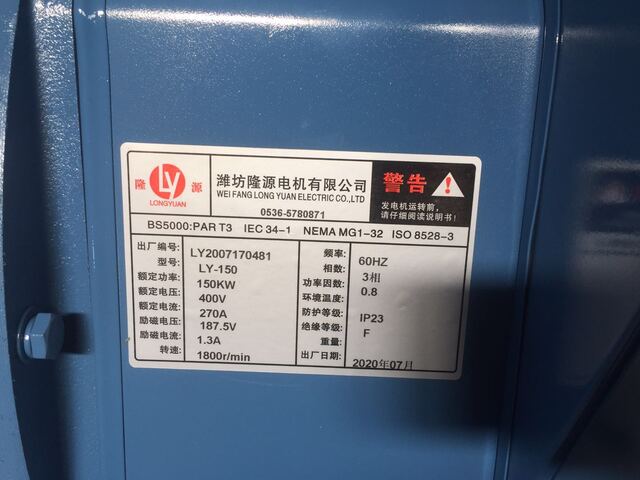 隆 LY 源
LONGYUAN
潍坊隆源电机有限公司
WEI FANG LONG YUAN ELECTRIC CO.,LTD
0536-5780871
警告 !
发电机运转前,
请仔细阅读说明书!
BS5000:PAR T3 IEC 34-1 NEMA MG1-32 ISO 8528-3
出厂编号: LY2007170481
型号: LY-150
额定功率: 150KW
额定电压: 400V
额定电流: 270A
励磁电压: 187.5V
励磁电流: 1.3A
转速: 1800r/min
频率: 60HZ
相数: 3相
功率因数: 0.8
环境温度:
防护等级: IP23
绝缘等级: F
重量:
出厂日期: 2020年07月